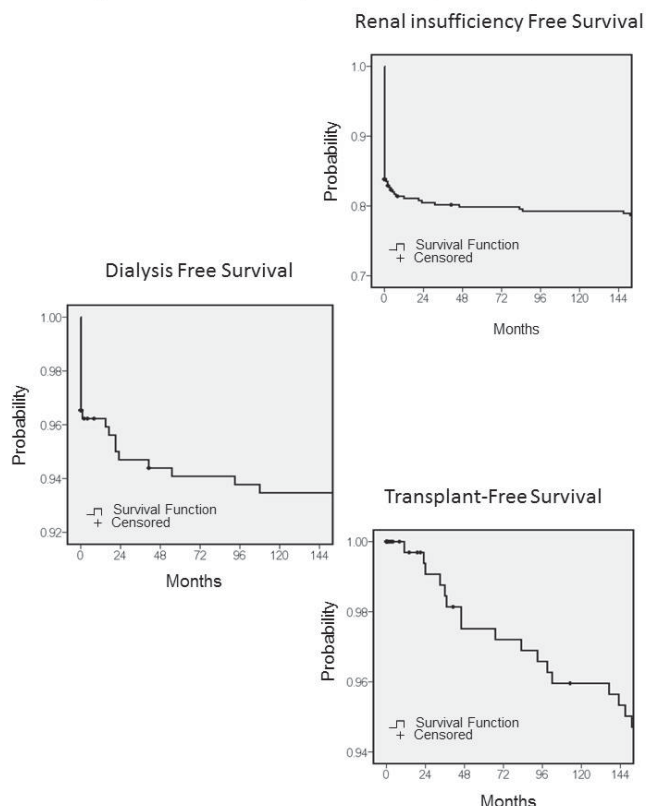 Renal insufficiency Free Survival
1.0
0.9
0.8
0.7
Probability
Survival Function
+ Censored
0 24 48 72 96 120 144
Months
Dialysis Free Survival
1.00
0.98
0.96
0.94
0.92
Probability
Survival Function
+ Censored
0 24 48 72 96 120 144
Months
Transplant-Free Survival
1.00
0.98
0.96
0.94
Probability
Survival Function
+ Censored
0 24 48 72 96 120 144
Months